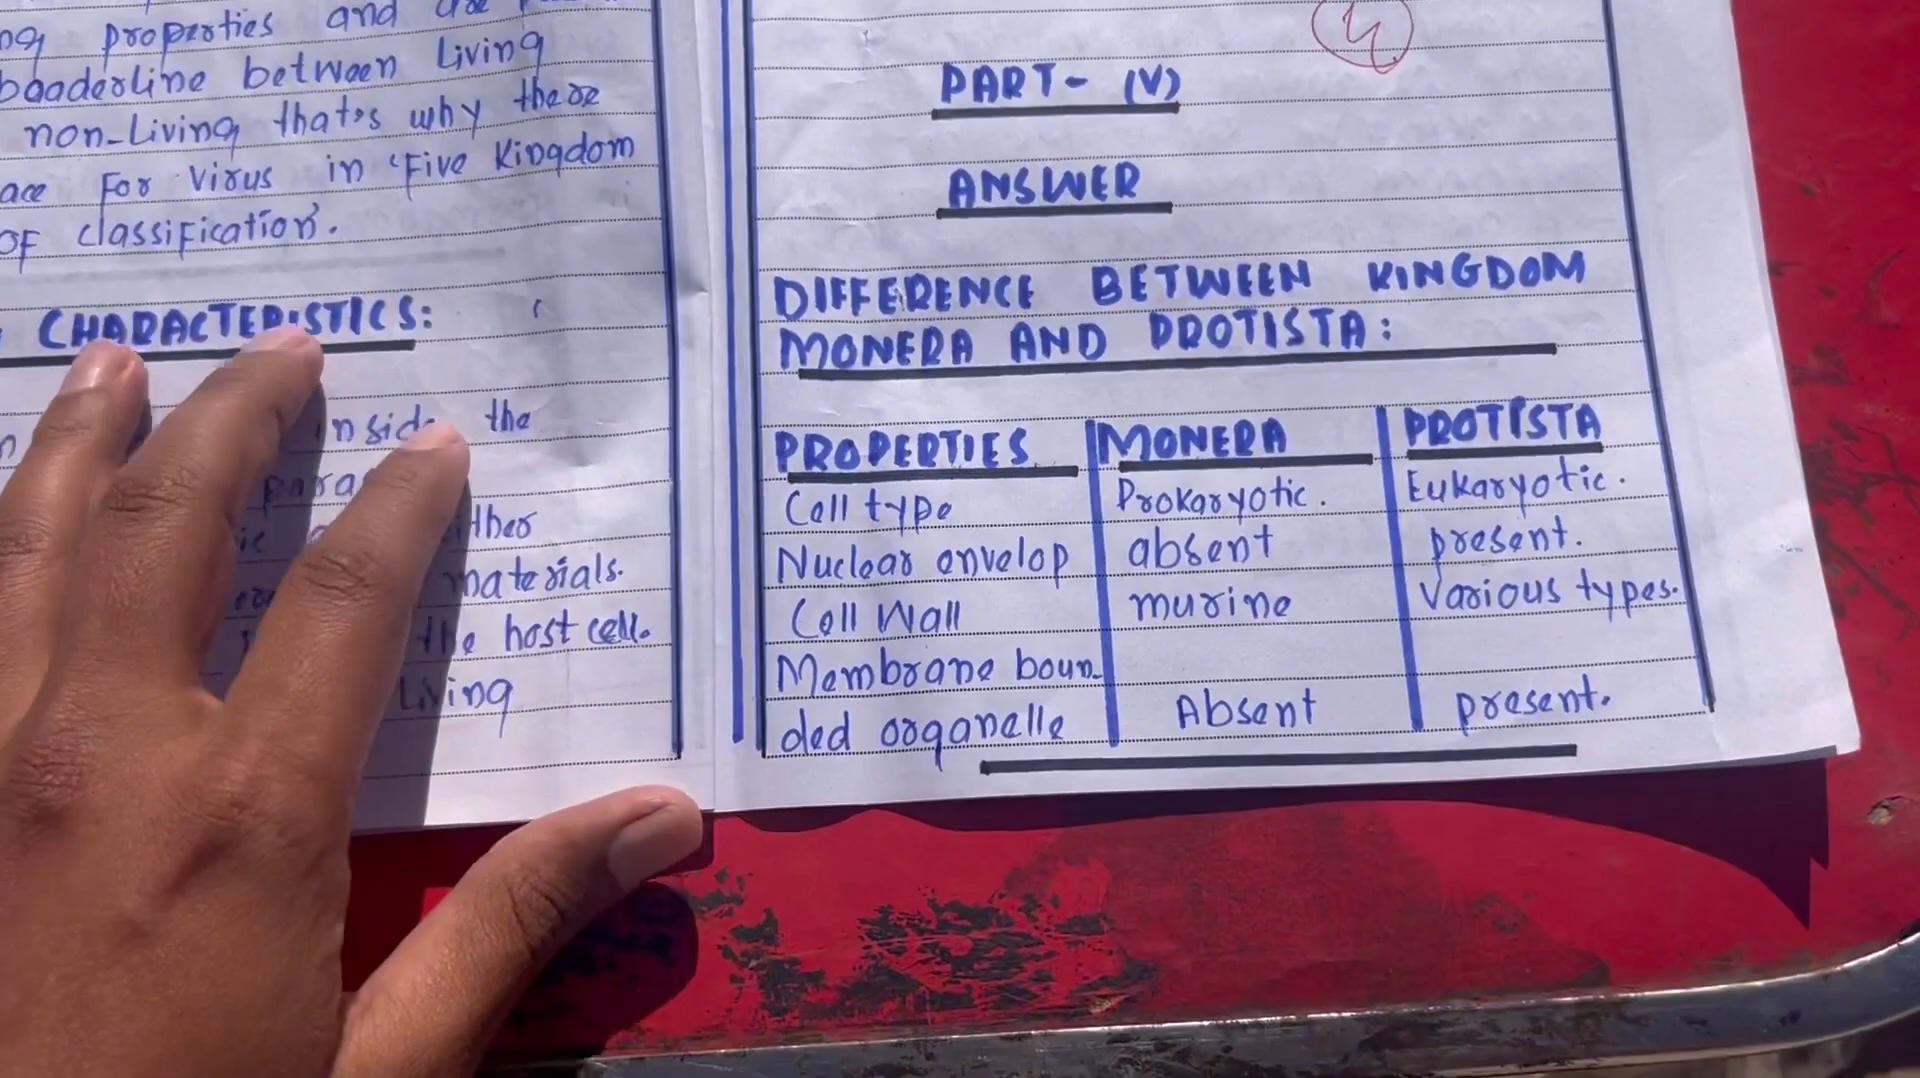 properties and
booderline between Living
non-Living that's why there
For Virus in 'Five Kingdom
OF classification'.
CHARACTERISTICS:
inside the
materials.
the host cell.
Living
4
PART- (V)
ANSWER
DIFFERENCE BETWEEN KINGDOM
MONERA AND PROTISTA:
PROPERTIES MONERA PROTISTA
Cell type Prokaryotic. Eukaryotic.
Nuclear envelop absent present.
Cell Wall murine Various types.
Membrane boun-
ded organelle Absent present.